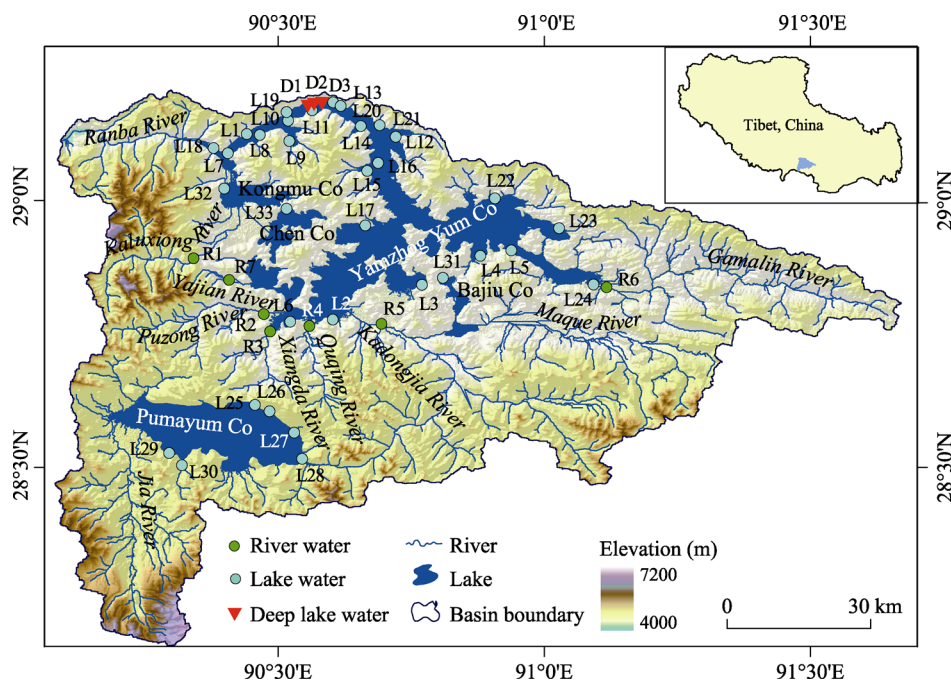 90°30′E
91°00′E
91°30′E
D2
D1
D3
L13
L19
L20
L10
L21
Ranba River
L1
L11
L14
L12
L18
L8
L9
L7
L16
Tibet, China
L32
Kongmu Co
L15
L22
29°0′N
29°0′N
L33
L17
L23
Chen Co
Yamzhog Yum Co
Kaluxiong River
R1
L31
L4
L5
Gamalin River
R7
Bajiu Co
R6
Yajian River
L6
L3
L24
R4
L2
R5
Maque River
Puzong River
R2
R3
Xiangda River
Quqing River
Kadongjia River
L26
L25
Pumayum Co
L27
L29
L28
28°30′N
28°30′N
L30
Jia River
River water
River
Elevation (m)
Lake water
Lake
7200
Deep lake water
Basin boundary
4000
0
30 km
90°30′E
91°00′E
91°30′E